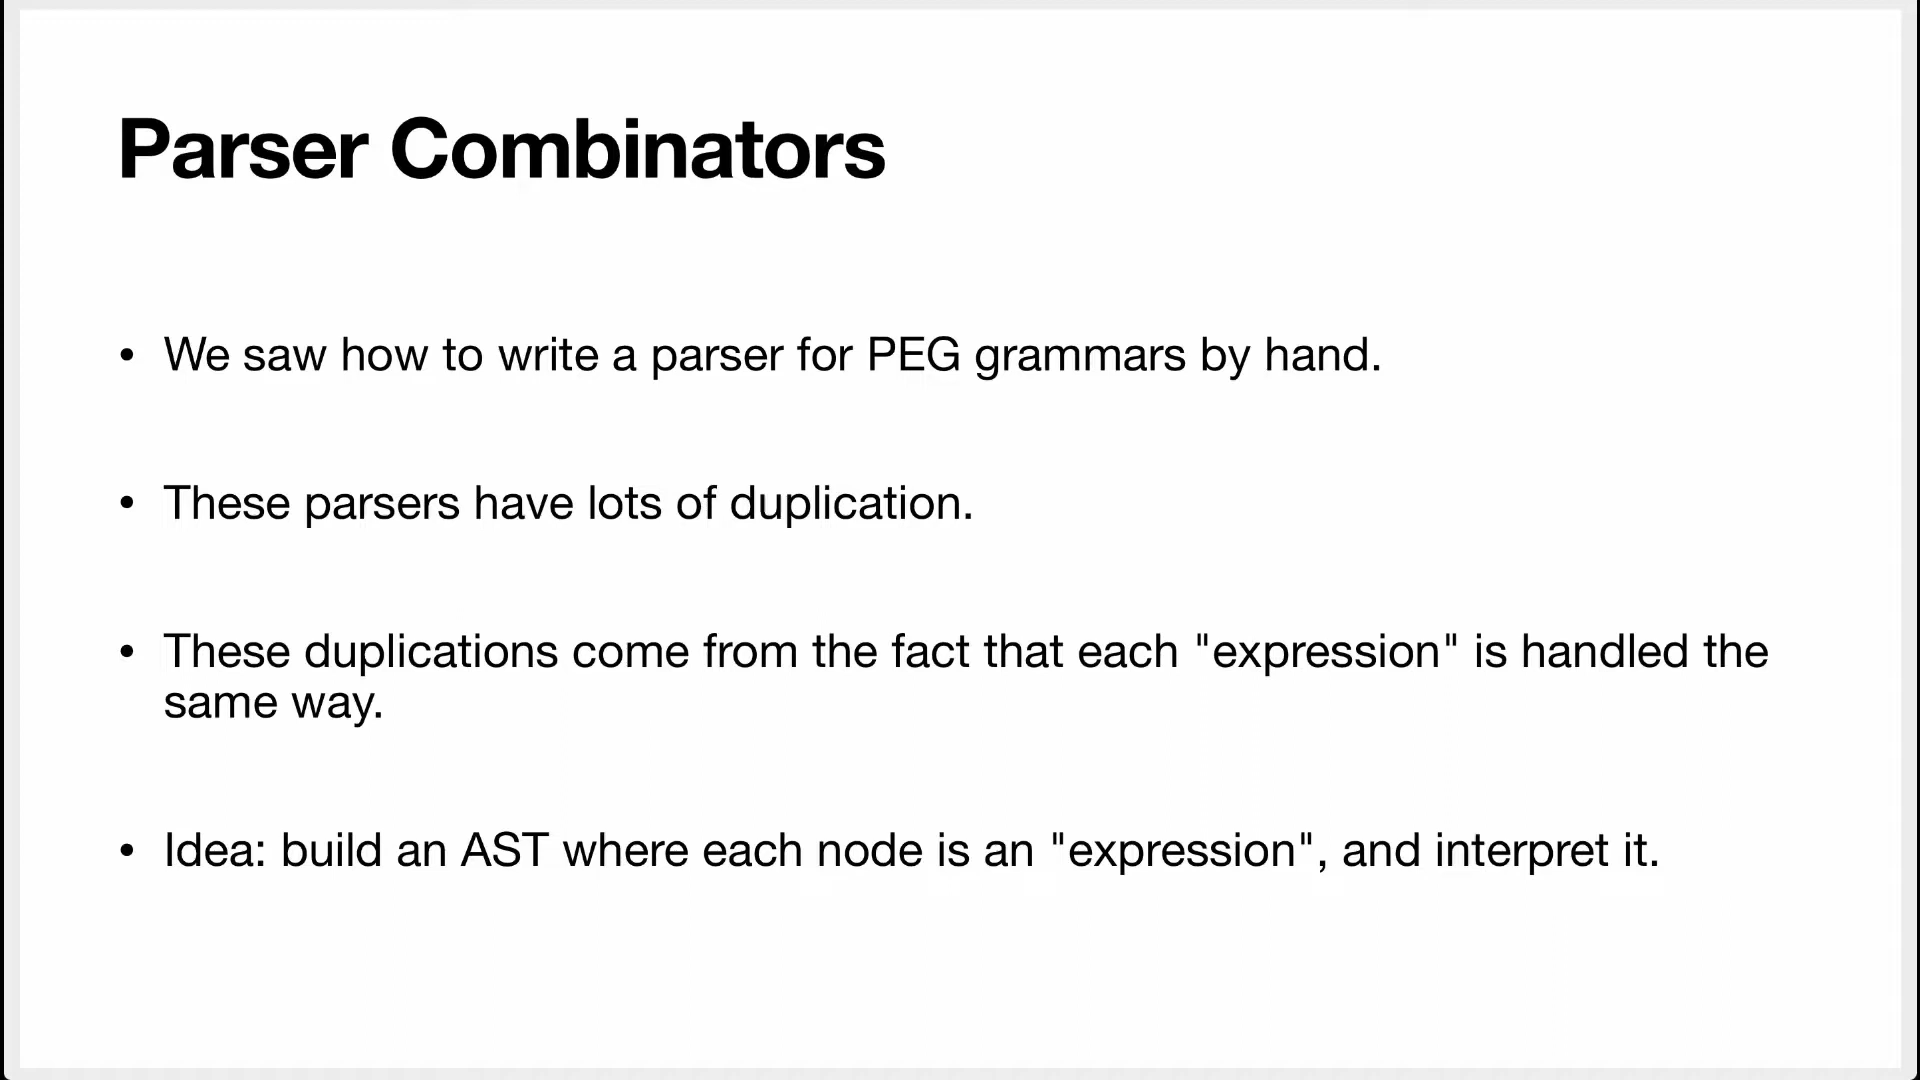 Parser Combinators
• We saw how to write a parser for PEG grammars by hand.
• These parsers have lots of duplication.
• These duplications come from the fact that each "expression" is handled the
same way.
• Idea: build an AST where each node is an "expression", and interpret it.